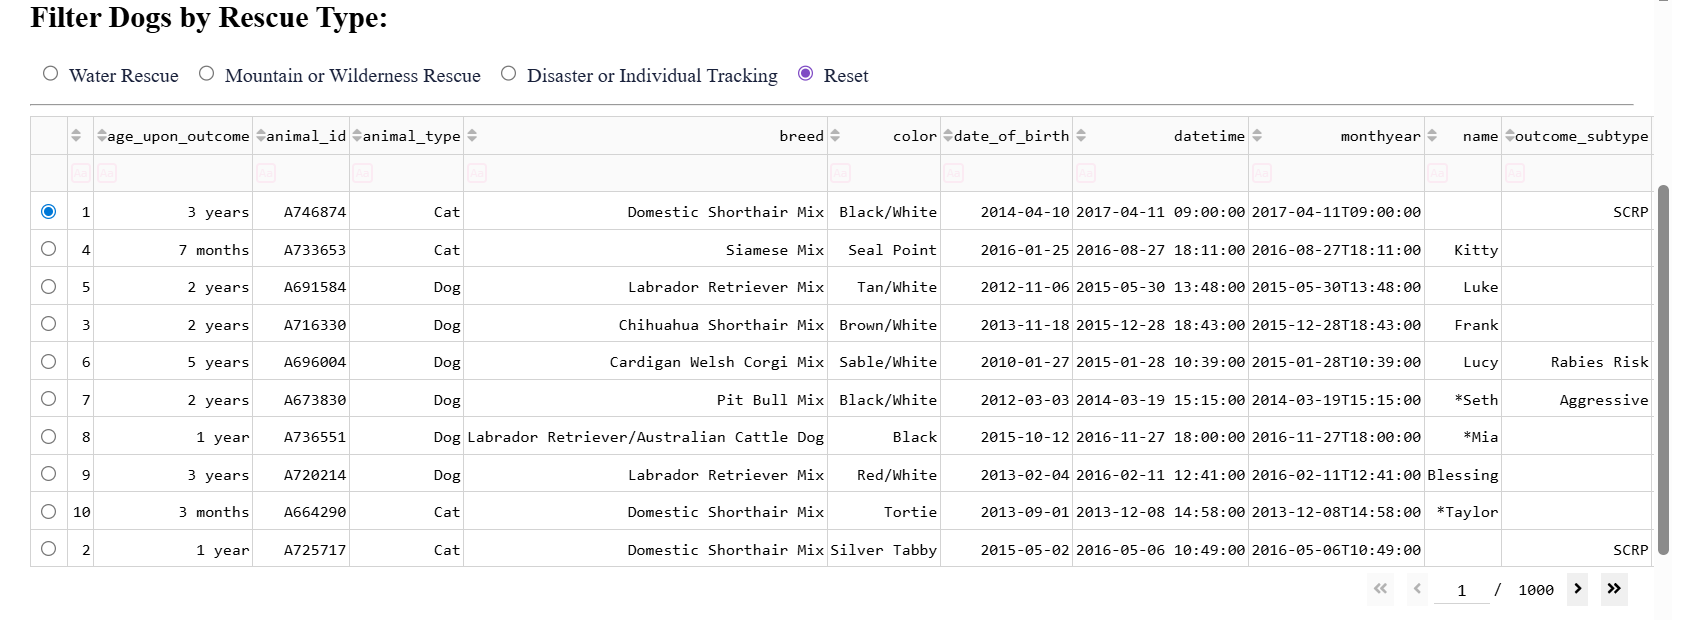 Filter Dogs by Rescue Type:
Water Rescue Mountain or Wilderness Rescue Disaster or Individual Tracking Reset
age_upon_outcome animal_id animal_type breed color date_of_birth datetime monthyear name outcome_subtype
Aa Aa Aa Aa Aa Aa Aa Aa Aa Aa Aa
1 3 years A746874 Cat Domestic Shorthair Mix Black/White 2014-04-10 2017-04-11 09:00:00 2017-04-11T09:00:00 SCRP
4 7 months A733653 Cat Siamese Mix Seal Point 2016-01-25 2016-08-27 18:11:00 2016-08-27T18:11:00 Kitty
5 2 years A691584 Dog Labrador Retriever Mix Tan/White 2012-11-06 2015-05-30 13:48:00 2015-05-30T13:48:00 Luke
3 2 years A716330 Dog Chihuahua Shorthair Mix Brown/White 2013-11-18 2015-12-28 18:43:00 2015-12-28T18:43:00 Frank
6 5 years A696004 Dog Cardigan Welsh Corgi Mix Sable/White 2010-01-27 2015-01-28 10:39:00 2015-01-28T10:39:00 Lucy Rabies Risk
7 2 years A673830 Dog Pit Bull Mix Black/White 2012-03-03 2014-03-19 15:15:00 2014-03-19T15:15:00 *Seth Aggressive
8 1 year A736551 Dog Labrador Retriever/Australian Cattle Dog Black 2015-10-12 2016-11-27 18:00:00 2016-11-27T18:00:00 *Mia
9 3 years A720214 Dog Labrador Retriever Mix Red/White 2013-02-04 2016-02-11 12:41:00 2016-02-11T12:41:00 Blessing
10 3 months A664290 Cat Domestic Shorthair Mix Tortie 2013-09-01 2013-12-08 14:58:00 2013-12-08T14:58:00 *Taylor
2 1 year A725717 Cat Domestic Shorthair Mix Silver Tabby 2015-05-02 2016-05-06 10:49:00 2016-05-06T10:49:00 SCRP
1 / 1000